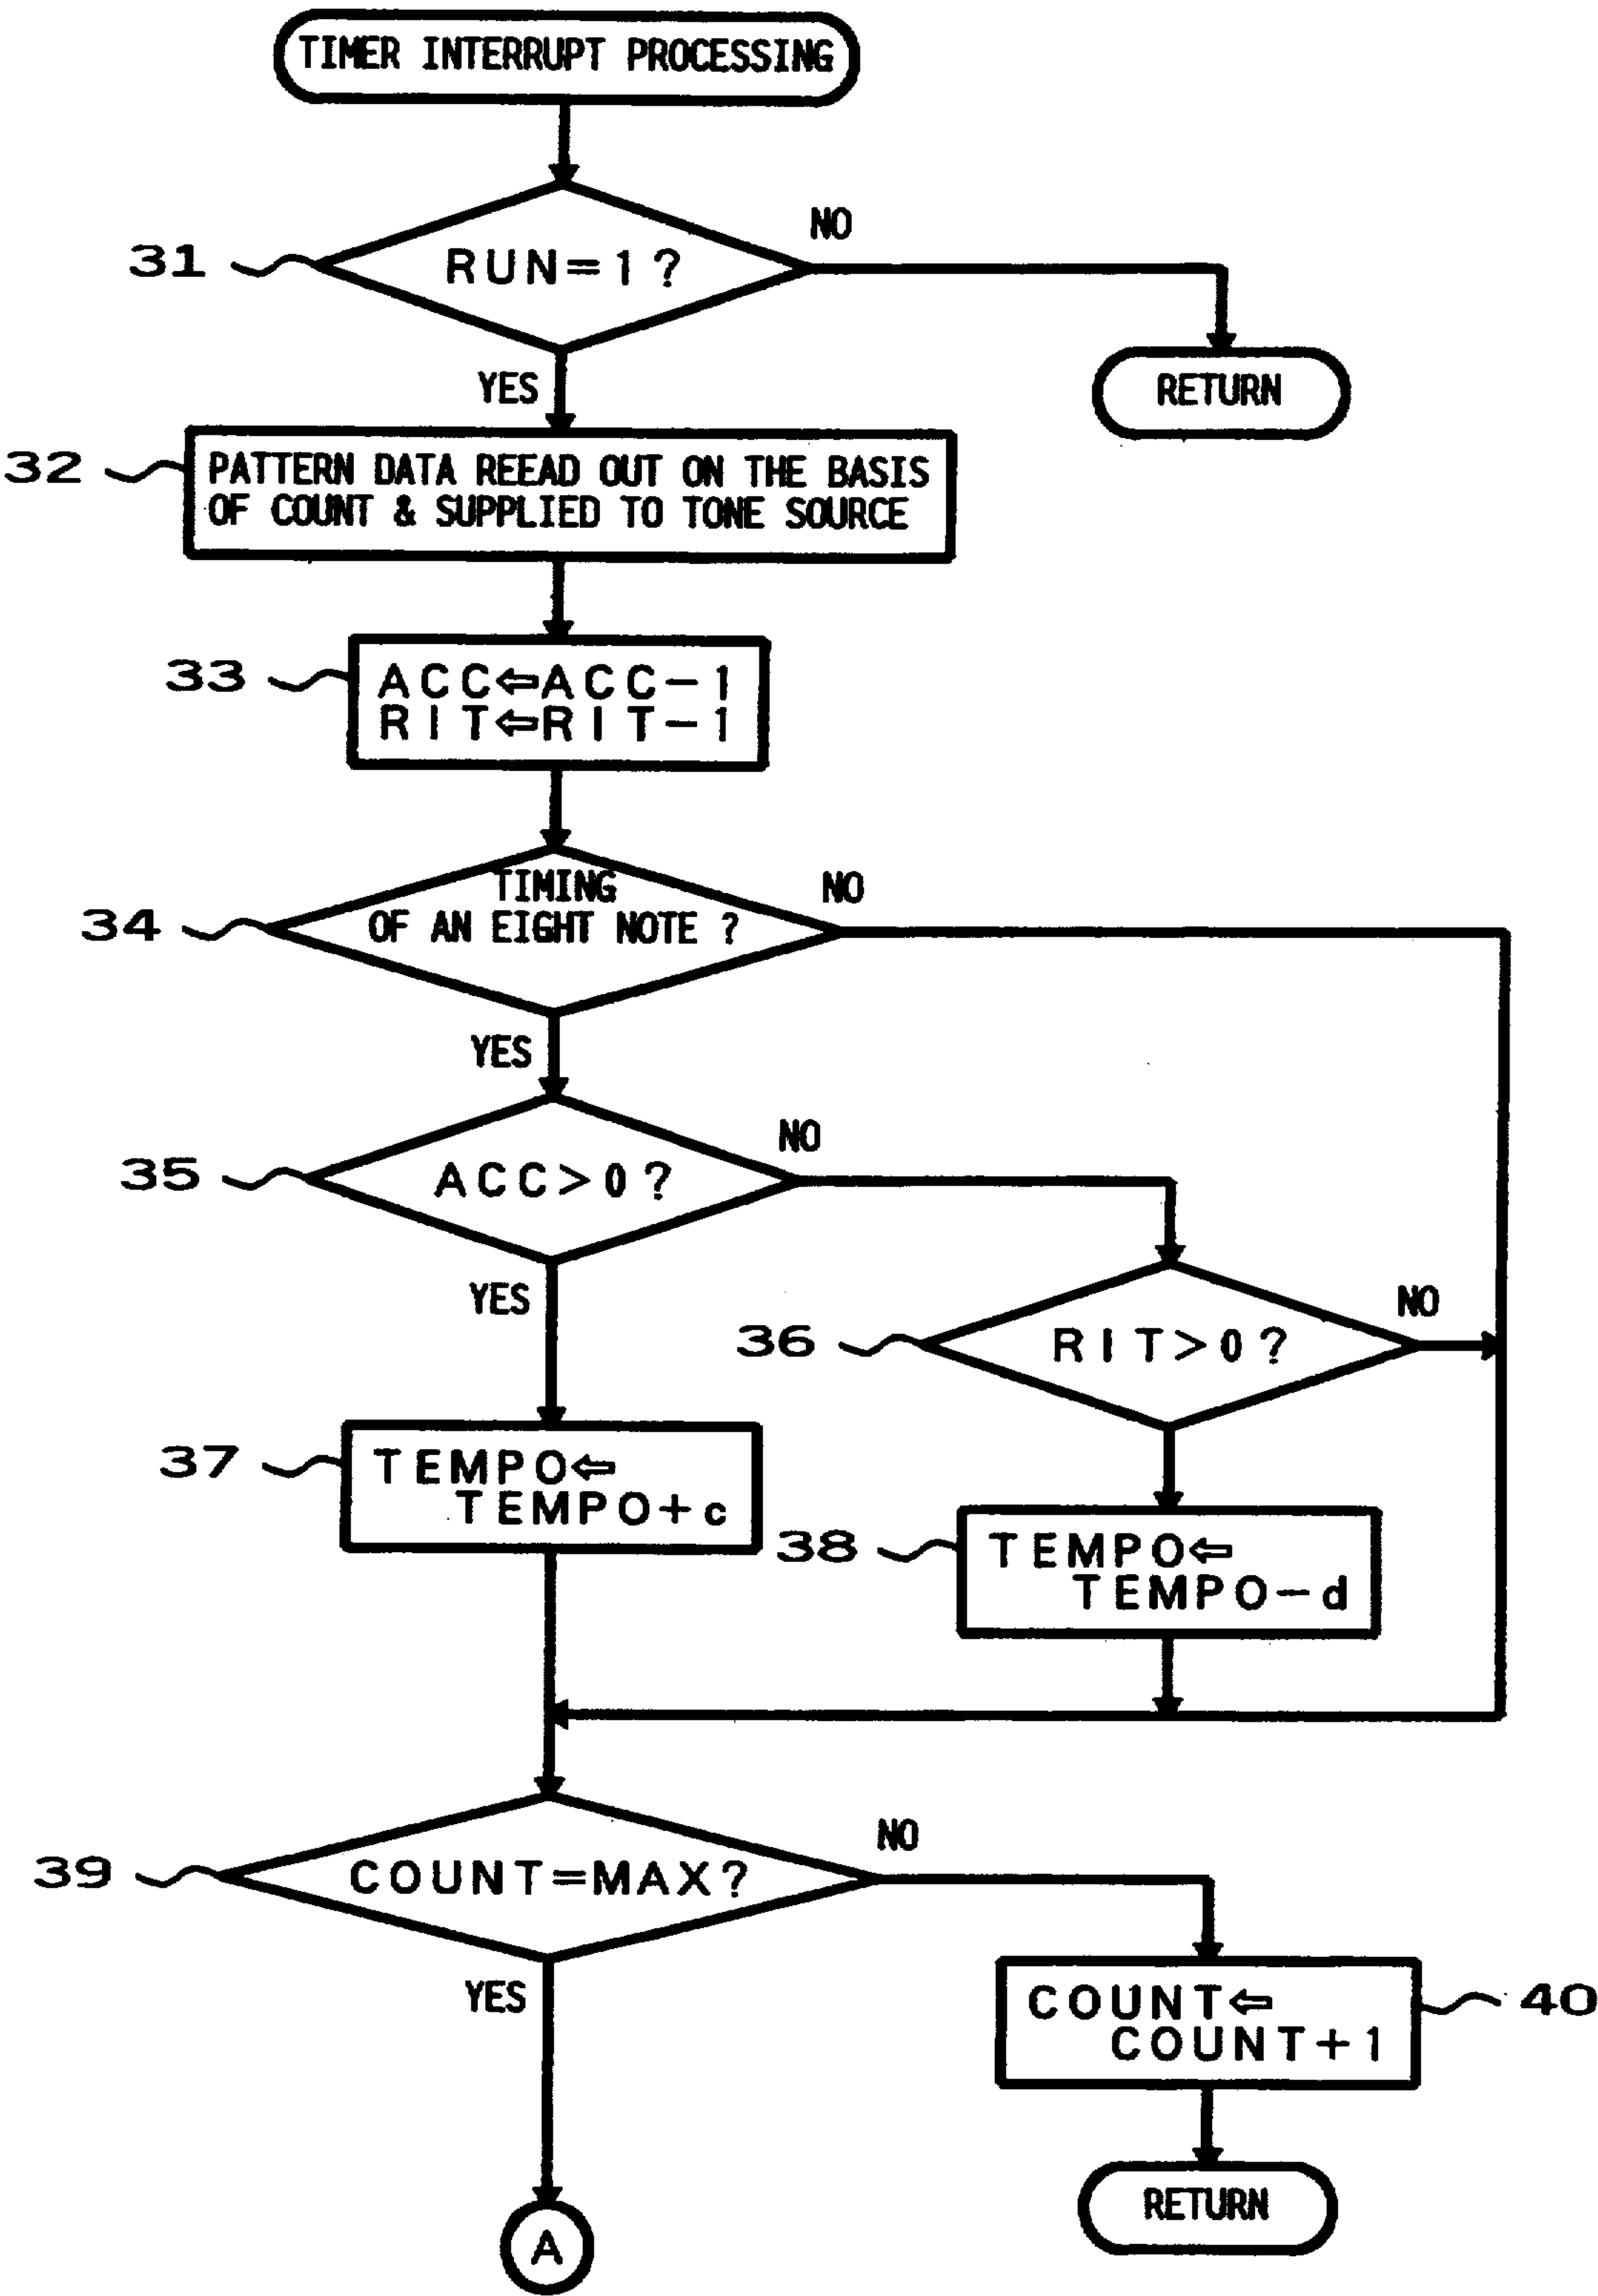 TIMER INTERRUPT PROCESSING
31
RUN=1?
NO
YES
RETURN
32
PATTERN DATA REEAD OUT ON THE BASIS
OF COUNT & SUPPLIED TO TONE SOURCE
33
ACC⇦ACC-1
RIT⇦RIT-1
34
TIMING
OF AN EIGHT NOTE ?
NO
YES
35
ACC>0?
NO
YES
36
RIT>0?
NO
37
TEMPO⇦
TEMPO+c
38
TEMPO⇦
TEMPO-d
39
COUNT=MAX?
NO
YES
COUNT⇦
COUNT+1
40
RETURN
A